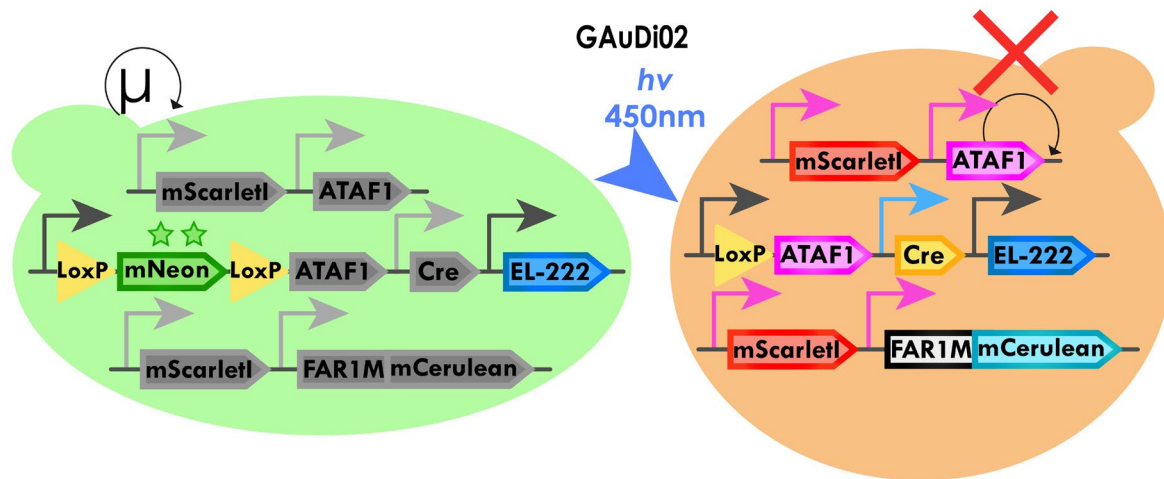 GAuDi02
hv
450nm
μ
mScarletI ATAF1
LoxP mNeon LoxP ATAF1 Cre EL-222
mScarletI FAR1M mCerulean
mScarletI ATAF1
LoxP ATAF1 Cre EL-222
mScarletI FAR1M mCerulean